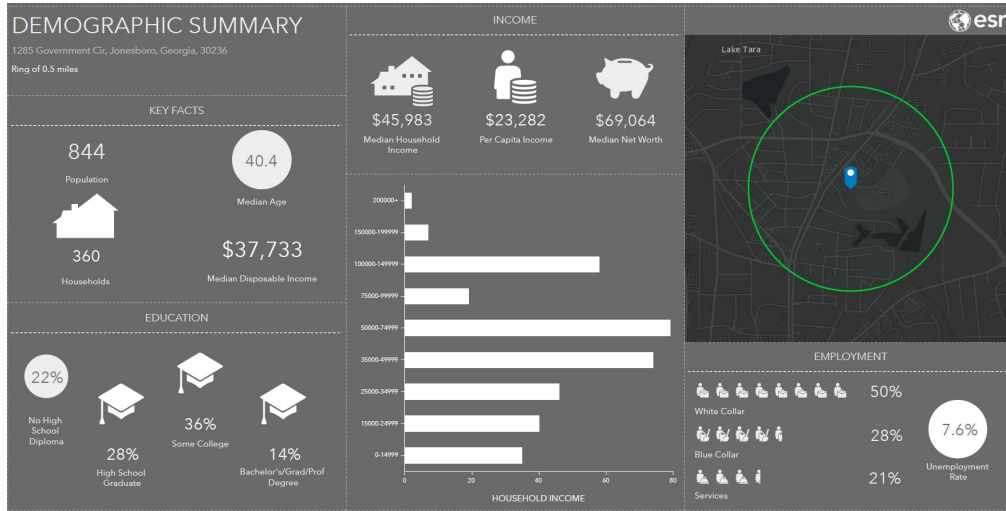 DEMOGRAPHIC SUMMARY
1285 Government Cir, Jonesboro, Georgia, 30236
Ring of 0.5 miles
KEY FACTS
844
Population
40.4
Median Age
360
Households
$37,733
Median Disposable Income
EDUCATION
22%
No High
School
Diploma
28%
High School
Graduate
36%
Some College
14%
Bachelor's/Grad/Prof
Degree
INCOME
$45,983
Median Household
Income
$23,282
Per Capita Income
$69,064
Median Net Worth
200000+
150000-199999
100000-149999
75000-99999
50000-74999
35000-49999
25000-34999
15000-24999
0-14999
0
20
40
60
80
HOUSEHOLD INCOME
esri
Lake Tara
EMPLOYMENT
50%
White Collar
28%
Blue Collar
21%
Services
7.6%
Unemployment
Rate